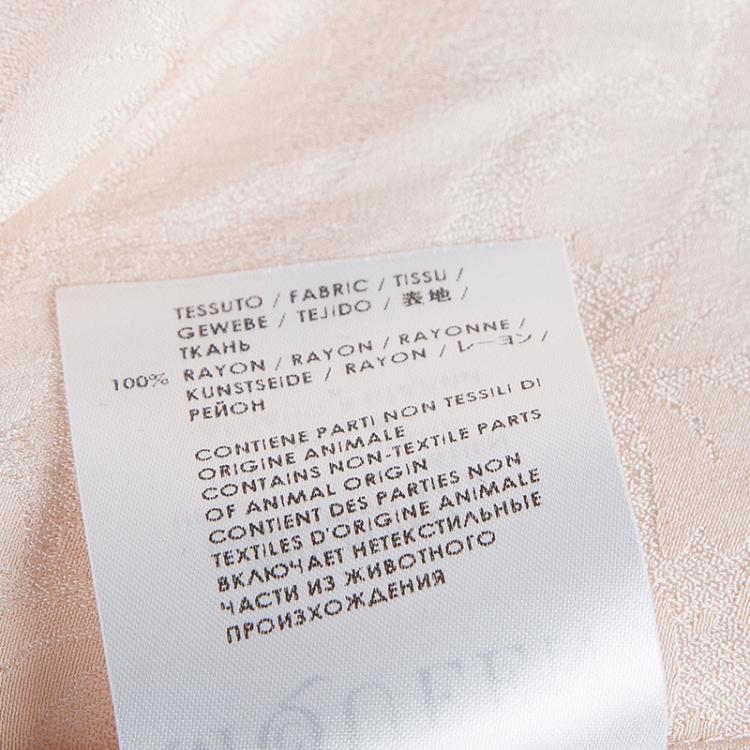 TESSUTO / FABRIC / TISSU /
GEWEBE / TEJIDO / 表地 /
ТКАНЬ
100% RAYON / RAYON / RAYONNE /
KUNSTSEIDE / RAYON / レーヨン /
РЕЙОН
CONTIENE PARTI NON TESSILI DI
ORIGINE ANIMALE
CONTAINS NON-TEXTILE PARTS
OF ANIMAL ORIGIN
CONTIENT DES PARTIES NON
TEXTILES D'ORIGINE ANIMALE
ВКЛЮЧАЕТ НЕТЕКСТИЛЬНЫЕ
ЧАСТИ ИЗ ЖИВОТНОГО
ПРОИЗХОЖДЕНИЯ